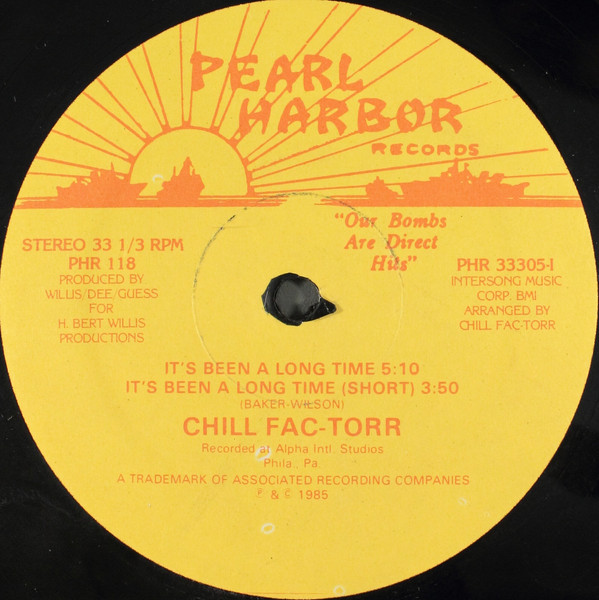 PEARL
HARBOR
RECORDS
"Our Bombs
Are Direct
Hits"
STEREO 33 1/3 RPM
PHR 118
PRODUCED BY
WILLIS/DEE/GUESS
FOR
H. BERT WILLIS
PRODUCTIONS
PHR 33305-1
INTERSONG MUSIC
CORP. BMI
ARRANGED BY
CHILL FAC-TORR
IT'S BEEN A LONG TIME 5:10
IT'S BEEN A LONG TIME (SHORT) 3:50
(BAKER-WILSON)
CHILL FAC-TORR
Recorded at Alpha Intl. Studios
Phila., Pa.
A TRADEMARK OF ASSOCIATED RECORDING COMPANIES
℗ & © 1985